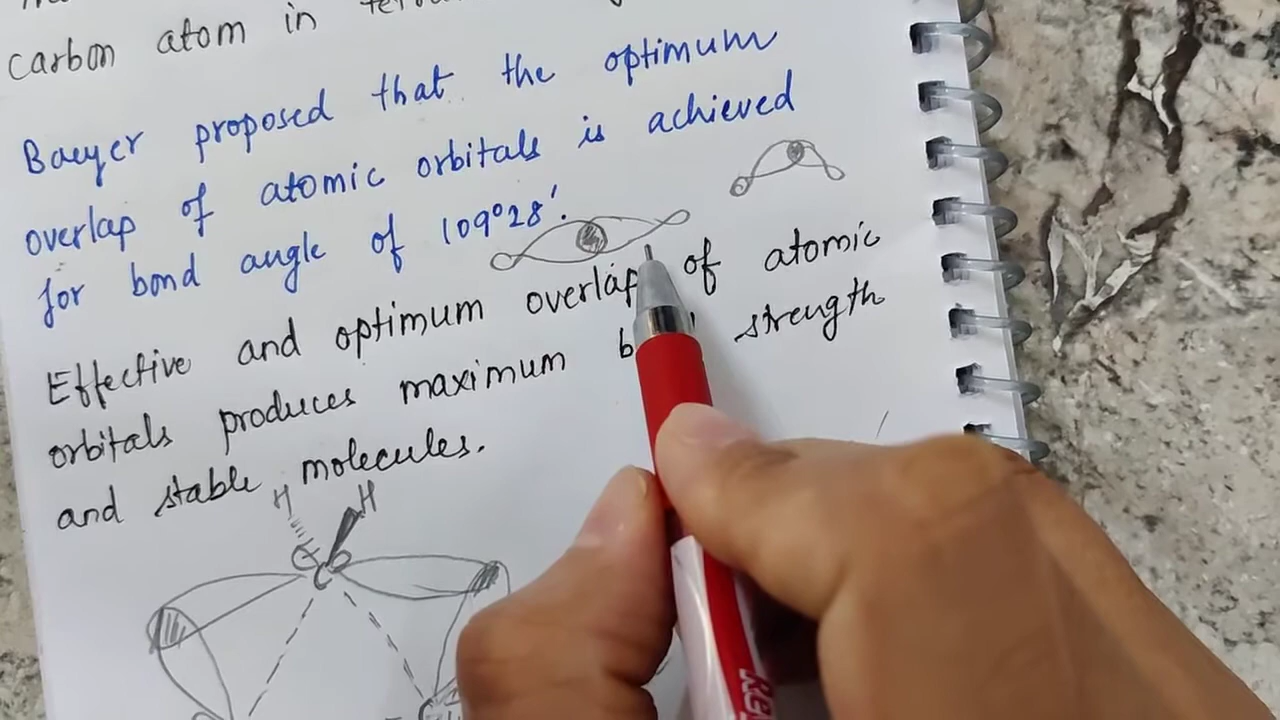 carbon atom in
Baeyer proposed that the optimum
overlap of atomic orbitals is achieved
for bond angle of 109°28'.
Effective and optimum overlap of atomic
orbitals produces maximum strength
and stable molecules.
H H
C